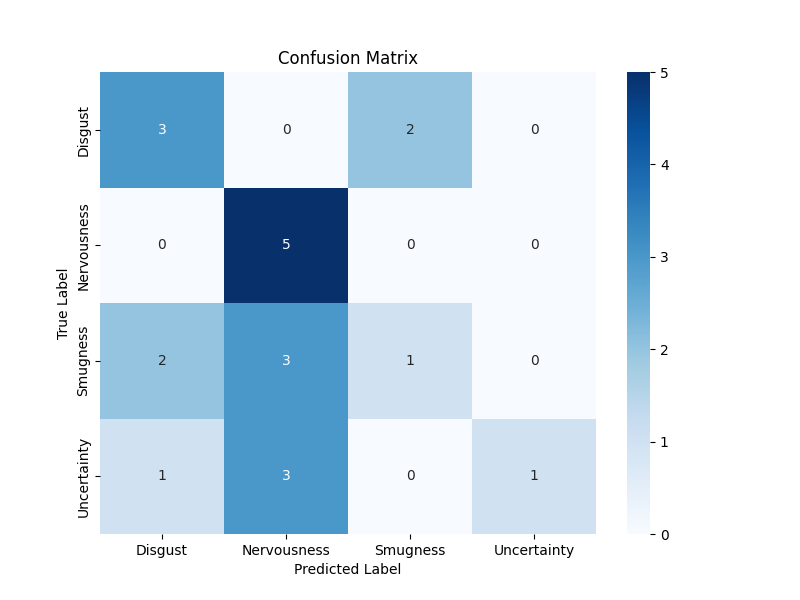 Confusion Matrix
True Label
Disgust
3 0 2 0
Nervousness
0 5 0 0
Smugness
2 3 1 0
Uncertainty
1 3 0 1
Disgust Nervousness Smugness Uncertainty
Predicted Label
5
4
3
2
1
0